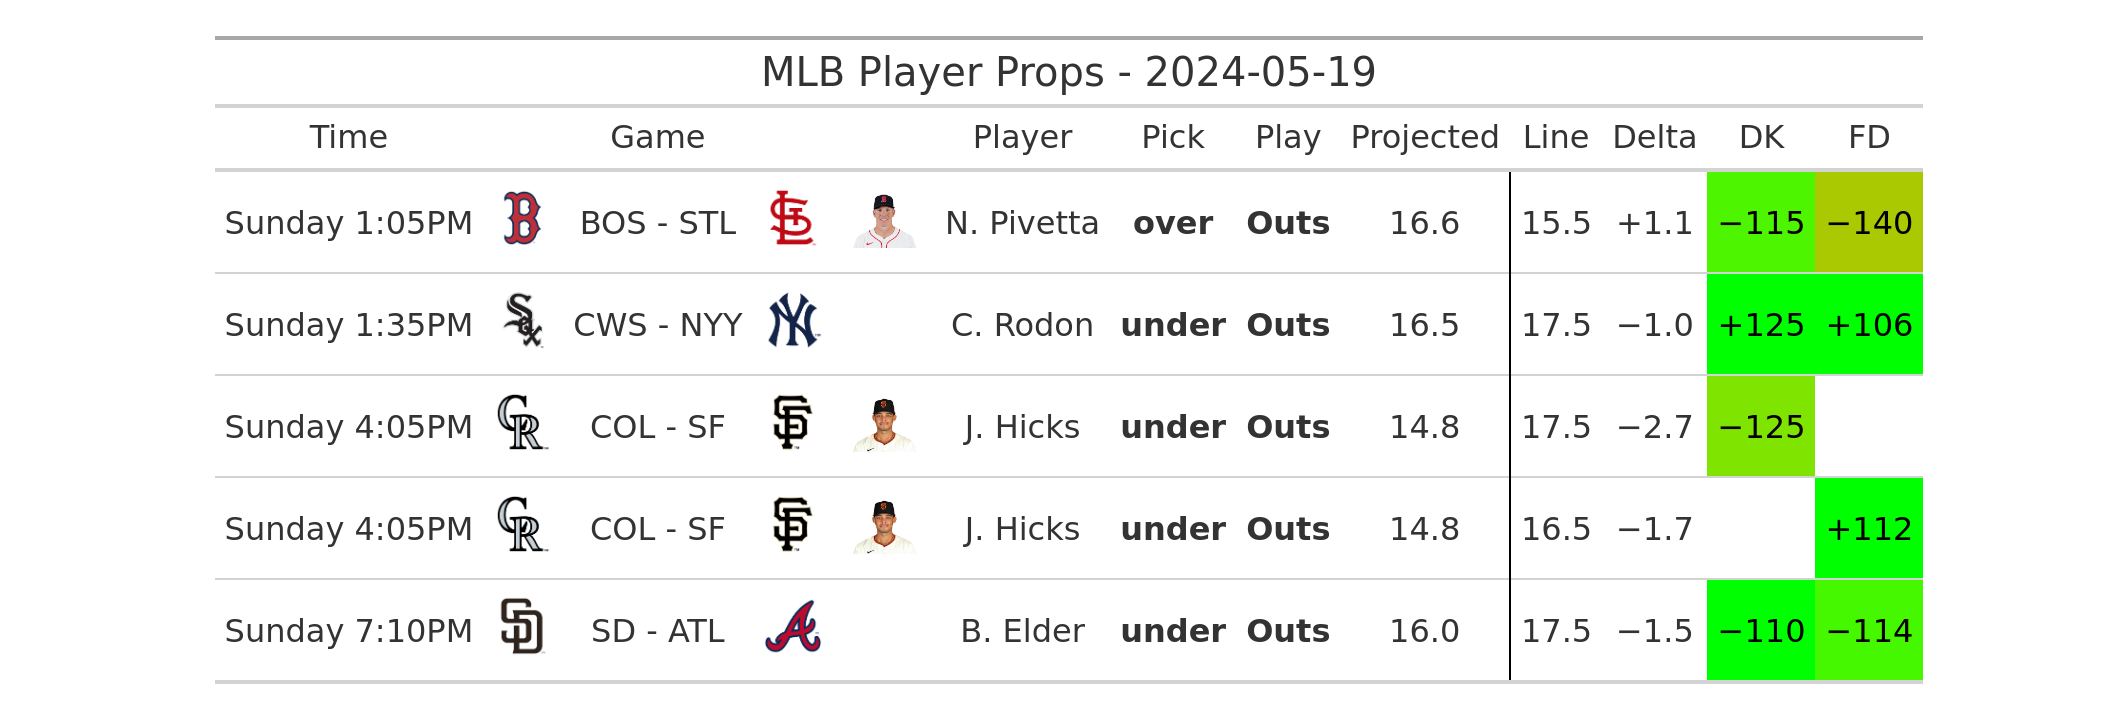 MLB Player Props - 2024-05-19
Time Game Player Pick Play Projected Line Delta DK FD
Sunday 1:05PM BOS - STL N. Pivetta over Outs 16.6 15.5 +1.1 −115 −140
Sunday 1:35PM CWS - NYY C. Rodon under Outs 16.5 17.5 −1.0 +125 +106
Sunday 4:05PM COL - SF J. Hicks under Outs 14.8 17.5 −2.7 −125
Sunday 4:05PM COL - SF J. Hicks under Outs 14.8 16.5 −1.7 +112
Sunday 7:10PM SD - ATL B. Elder under Outs 16.0 17.5 −1.5 −110 −114